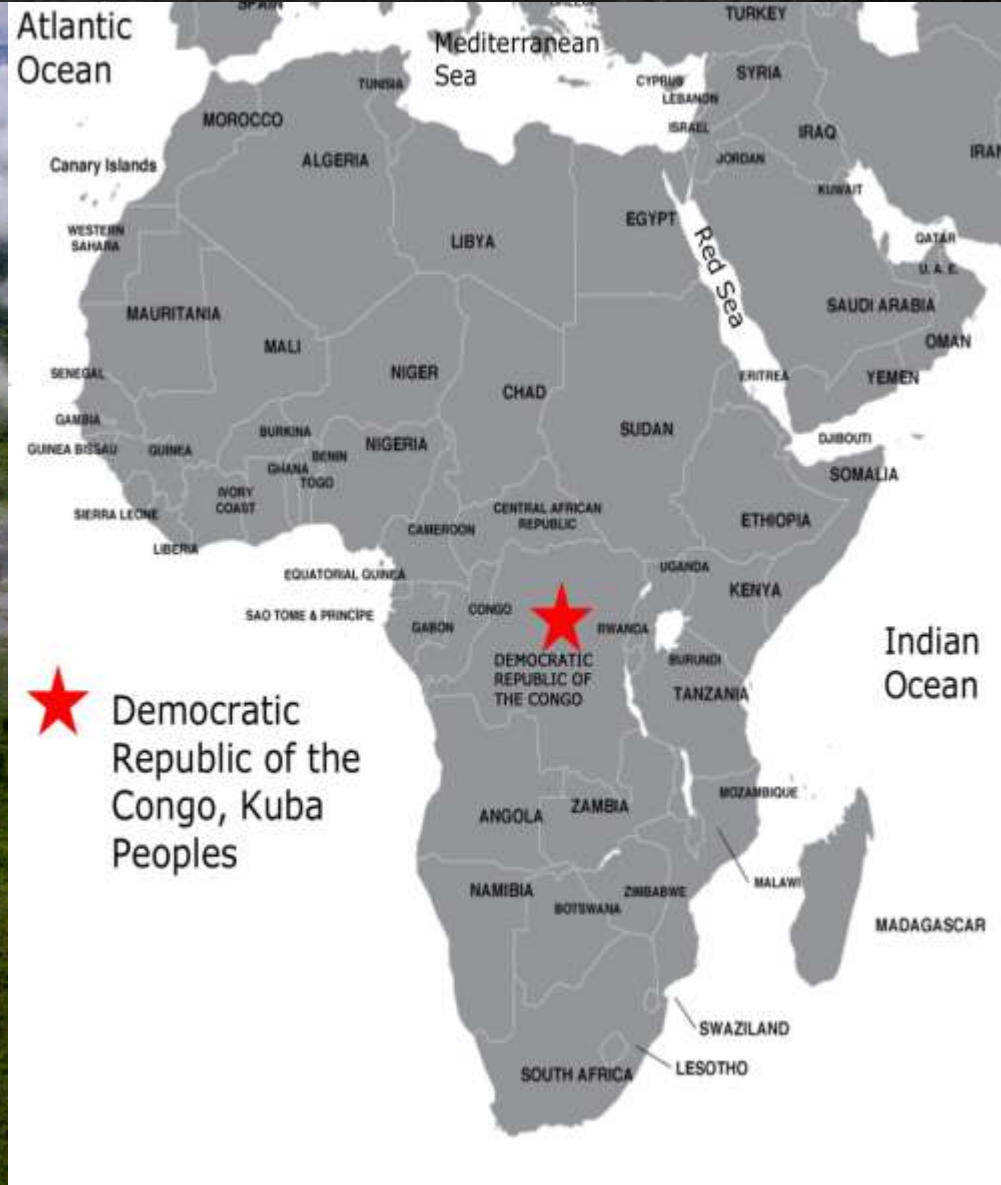 SPAIN
GREECE
TURKEY
Atlantic
Ocean
Mediterranean
Sea
TUNISIA
CYPRUS
SYRIA
LEBANON
MOROCCO
ISRAEL
IRAQ
ALGERIA
JORDAN
IRAN
Canary Islands
KUWAIT
WESTERN
SAHARA
LIBYA
EGYPT
Red Sea
QATAR
U. A. E.
MAURITANIA
SAUDI ARABIA
MALI
OMAN
SENEGAL
NIGER
CHAD
ERITREA
YEMEN
GAMBIA
BURKINA
NIGERIA
SUDAN
DJIBOUTI
GUINEA BISSAU
GUINEA
BENIN
GHANA
TOGO
SOMALIA
IVORY
COAST
SIERRA LEONE
CENTRAL AFRICAN
REPUBLIC
CAMEROON
ETHIOPIA
LIBERIA
EQUATORIAL GUINEA
UGANDA
KENYA
SAO TOME & PRINCIPE
CONGO
GABON
RWANDA
DEMOCRATIC
REPUBLIC OF
THE CONGO
BURUNDI
TANZANIA
Indian
Ocean
Democratic
Republic of the
Congo, Kuba
Peoples
ANGOLA
ZAMBIA
MOZAMBIQUE
NAMIBIA
BOTSWANA
ZIMBABWE
MALAWI
MADAGASCAR
SWAZILAND
LESOTHO
SOUTH AFRICA